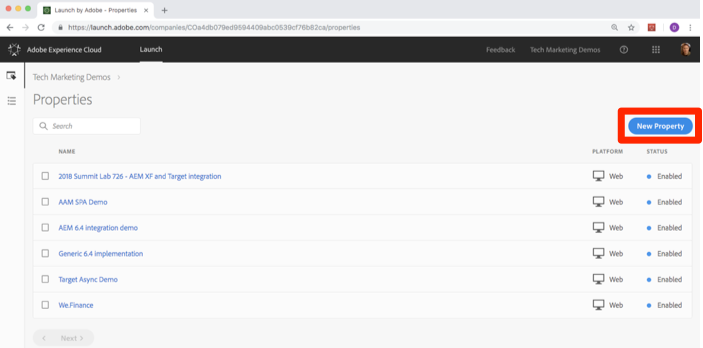 Launch by Adobe - Properties
https://launch.adobe.com/companies/COa4db079ed9594409abc0539cf76b82ca/properties
Adobe Experience Cloud Launch Feedback Tech Marketing Demos
Tech Marketing Demos >
Properties
Search New Property
NAME PLATFORM STATUS
2018 Summit Lab 726 - AEM XF and Target integration Web Enabled
AAM SPA Demo Web Enabled
AEM 6.4 integration demo Web Enabled
Generic 6.4 implementation Web Enabled
Target Async Demo Web Enabled
We.Finance Web Enabled
< Next >